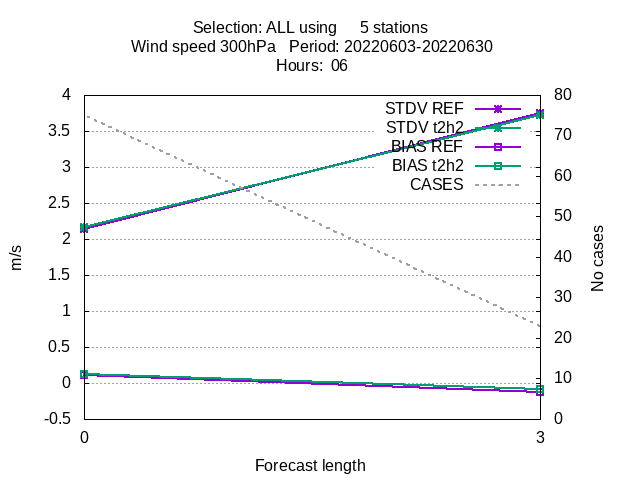 Selection: ALL using     5 stations
Wind speed 300hPa   Period: 20220603-20220630
Hours:  06
4
3.5
3
2.5
2
1.5
1
0.5
0
-0.5
m/s
80
70
60
50
40
30
20
10
0
No cases
STDV REF
STDV t2h2
BIAS REF
BIAS t2h2
CASES
0
3
Forecast length